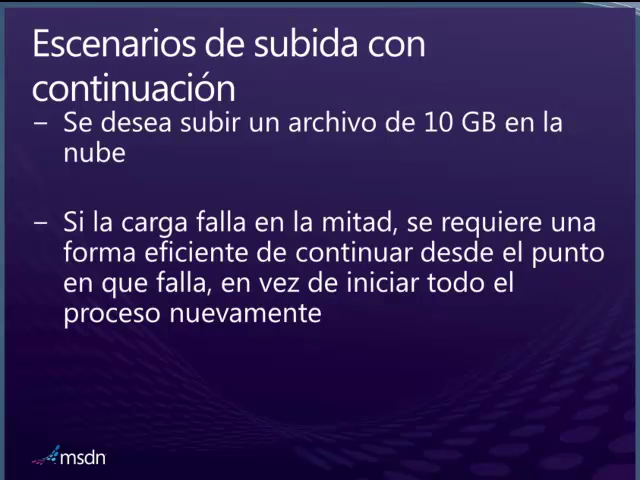 Escenarios de subida con
continuación
– Se desea subir un archivo de 10 GB en la
nube
– Si la carga falla en la mitad, se requiere una
forma eficiente de continuar desde el punto
en que falla, en vez de iniciar todo el
proceso nuevamente
msdn